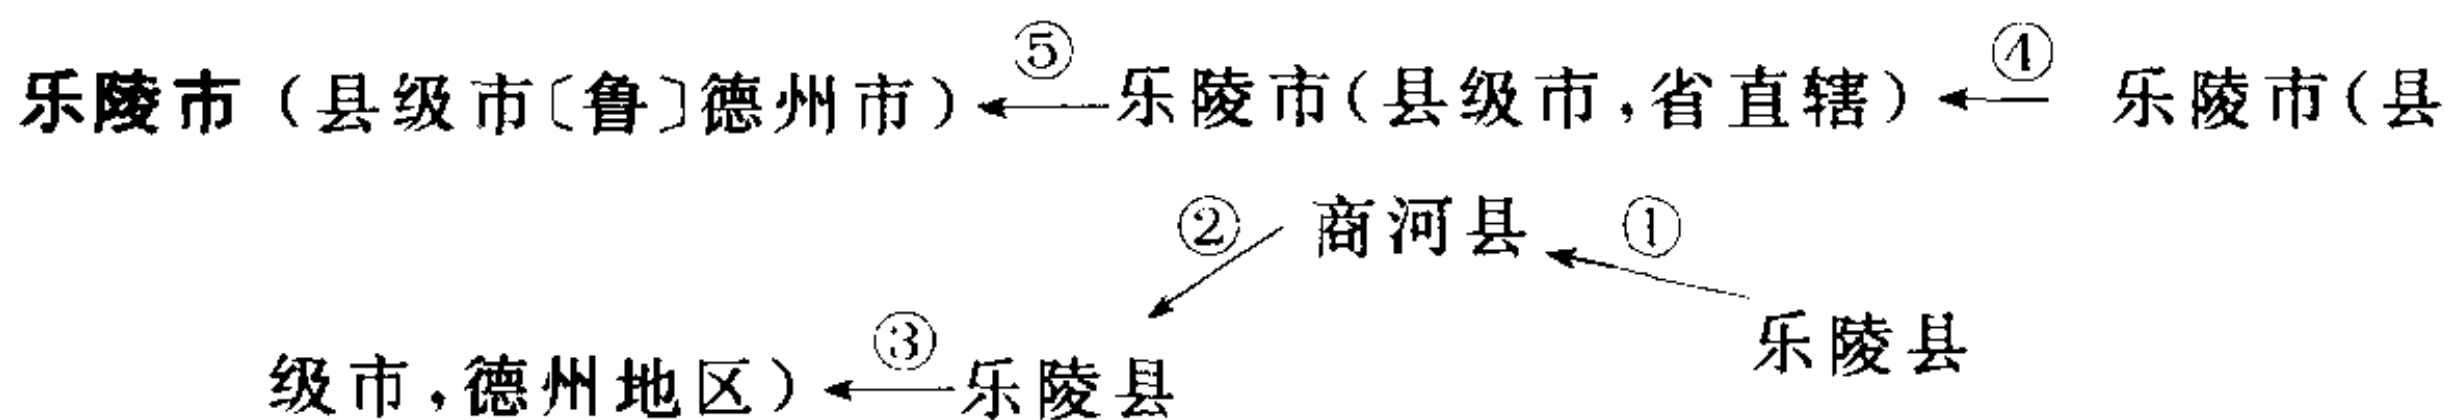 乐陵市（县级市〔鲁〕德州市）←⑤乐陵市（县级市，省直辖）←④ 乐陵市（县
② 商河县 ①
乐陵县
级市，德州地区）←③乐陵县